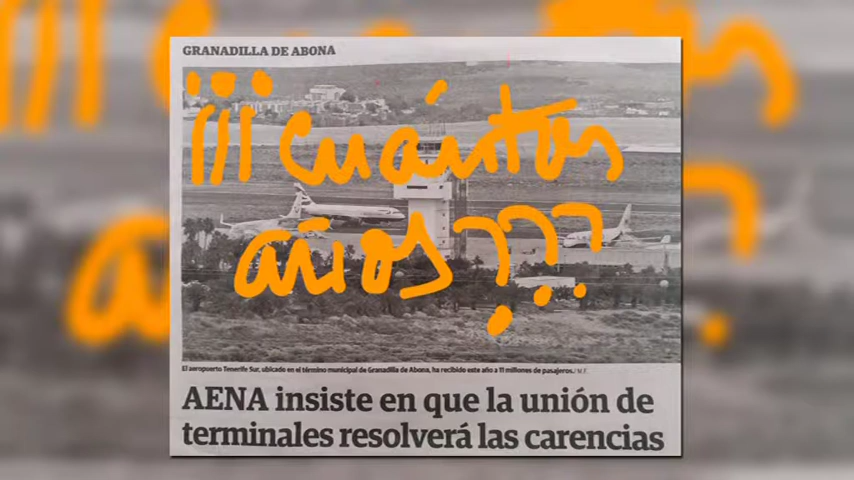 GRANADILLA DE ABONA
¡¡¡cuántos
años???
El aeropuerto Tenerife Sur, ubicado en el término municipal de Granadilla de Abona, ha recibido este año a 11 millones de pasajeros./ M.F.
AENA insiste en que la unión de
terminales resolverá las carencias